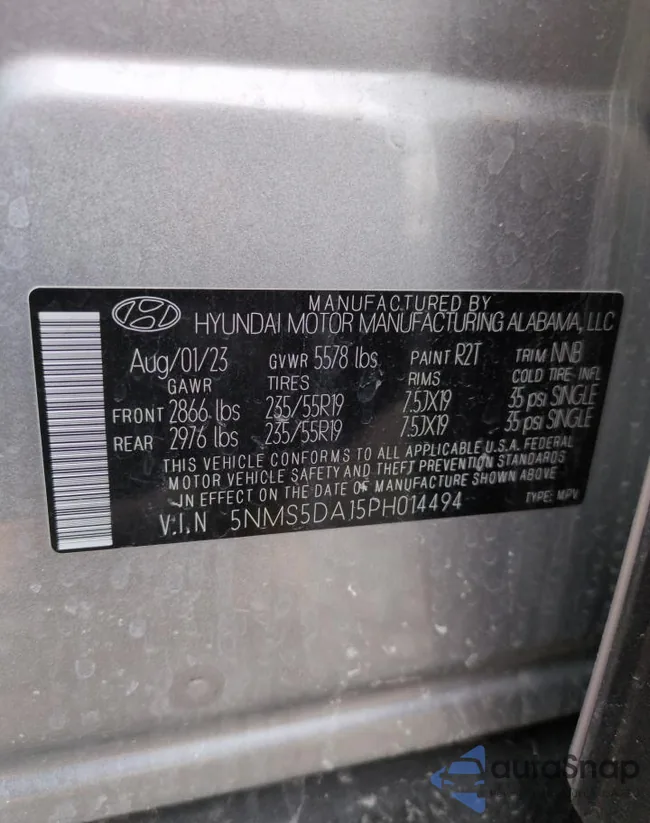 MANUFACTURED BY
HYUNDAI MOTOR MANUFACTURING ALABAMA, LLC
Aug/01/23 GVWR 5578 lbs PAINT R2T TRIM NNB
GAWR TIRES RIMS COLD TIRE INFL
FRONT 2866 lbs 235/55R19 7.5JX19 35 psi SINGLE
REAR 2976 lbs 235/55R19 7.5JX19 35 psi SINGLE
THIS VEHICLE CONFORMS TO ALL APPLICABLE U.S.A. FEDERAL
MOTOR VEHICLE SAFETY AND THEFT PREVENTION STANDARDS
IN EFFECT ON THE DATE OF MANUFACTURE SHOWN ABOVE
V.I.N 5NMS5DA15PH014494 TYPE: MPV
auraSnap